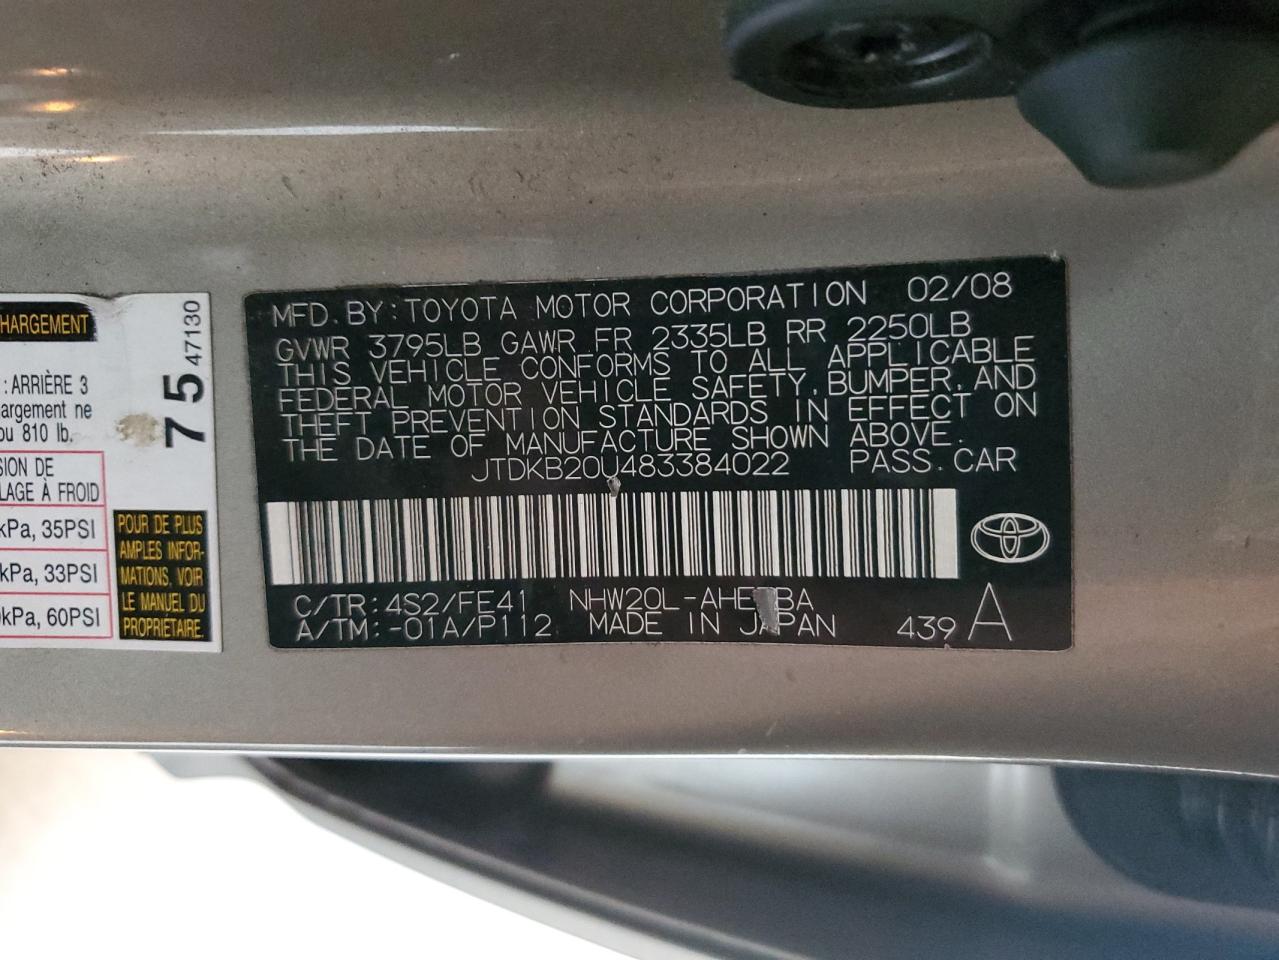 HARGEMENT
: ARRIÈRE 3
argement ne
ou 810 lb.
SION DE
LAGE À FROID
kPa, 35PSI
kPa, 33PSI
kPa, 60PSI
75
47130
POUR DE PLUS
AMPLES INFOR-
MATIONS, VOIR
LE MANUEL DU
PROPRIÉTAIRE.
MFD. BY: TOYOTA MOTOR CORPORATION 02/08
GVWR 3795LB GAWR FR 2335LB RR 2250LB
THIS VEHICLE CONFORMS TO ALL APPLICABLE
FEDERAL MOTOR VEHICLE SAFETY, BUMPER, AND
THEFT PREVENTION STANDARDS IN EFFECT ON
THE DATE OF MANUFACTURE SHOWN ABOVE.
JTDKB20U483384022 PASS. CAR
C/TR: 4S2/FE41 NHW20L-AHE BA
A/TM: -01A/P112 MADE IN JAPAN 439 A